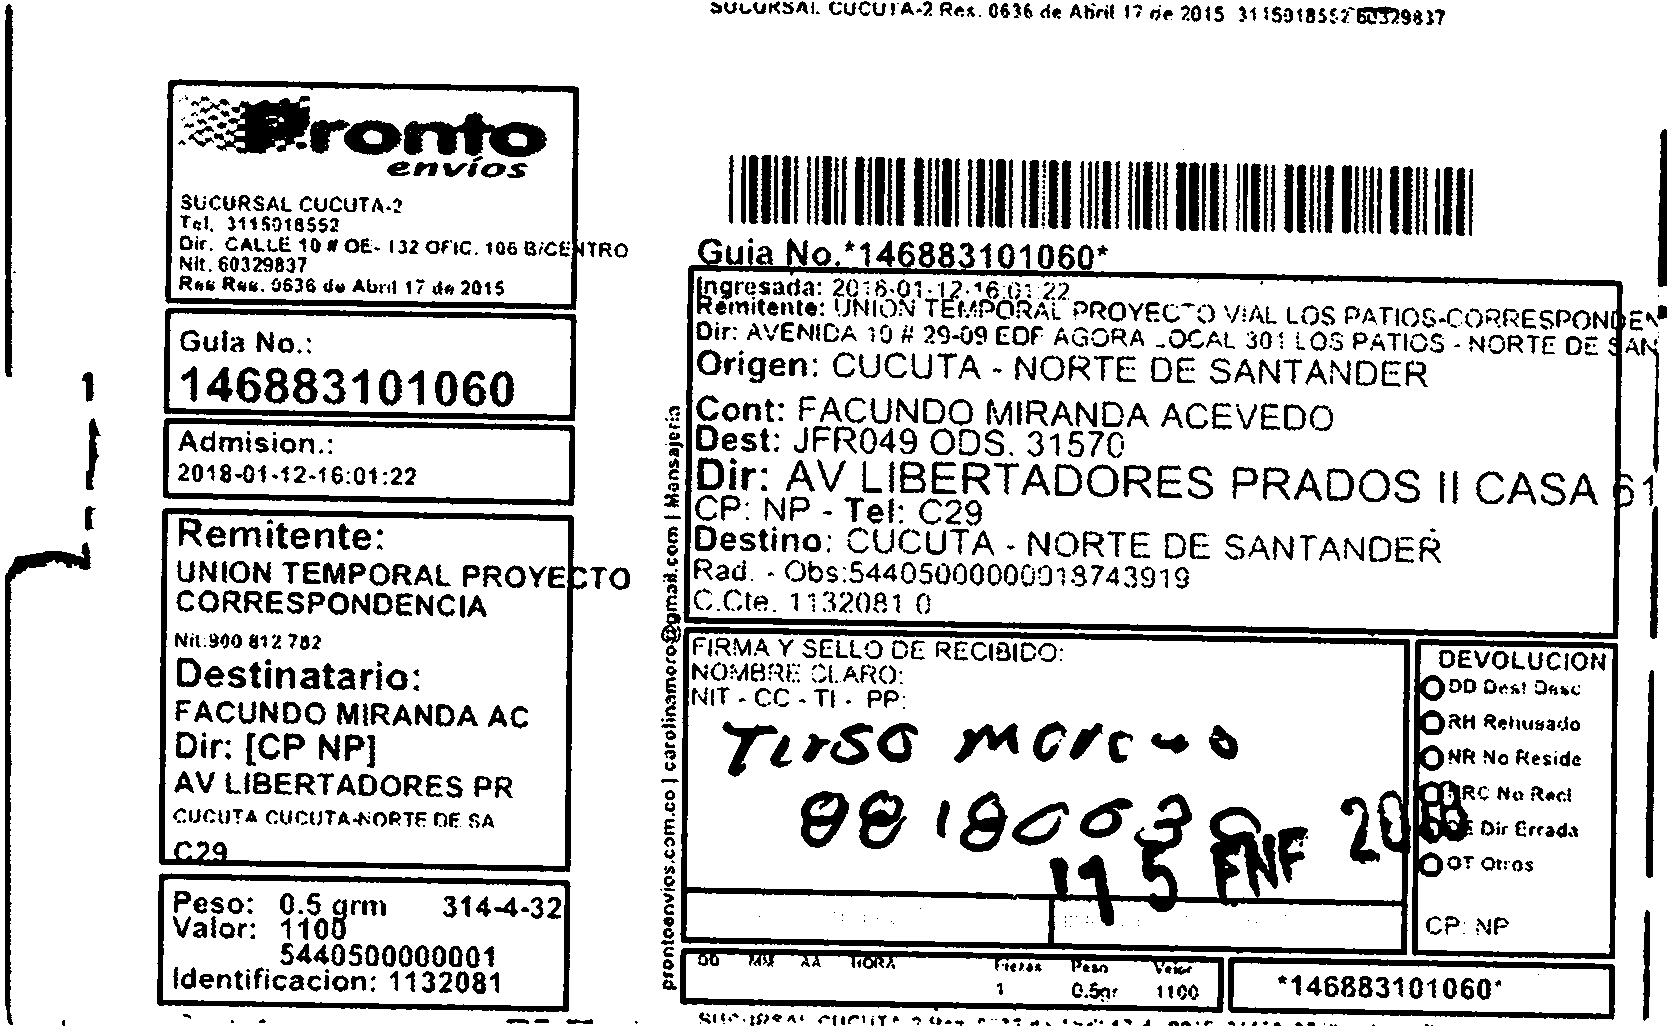 SUCURSAL CUCUTA-2 Res. 0636 de Abril 17 de 2015 3115018552 60329837
Pronto
envíos
SUCURSAL CUCUTA-2
Tel. 3115018552
Dir. CALLE 10 # OE- 132 OFIC. 106 B/CENTRO
Nit. 60329837
Res Res. 0636 de Abril 17 de 2015
Guia No.:
146883101060
Admision.:
2018-01-12-16:01:22
Remitente:
UNION TEMPORAL PROYECTO
CORRESPONDENCIA
Nit:900 812 782
Destinatario:
FACUNDO MIRANDA AC
Dir: [CP NP]
AV LIBERTADORES PR
CUCUTA CUCUTA-NORTE DE SA
C29
Peso: 0.5 grm 314-4-32
Valor: 1100
5440500000001
Identificacion: 1132081
prontoenvios.com.co | carolinamoro@gmail.com | Mensajeria
Guia No.*146883101060*
Ingresada: 2018-01-12-16:01:22
Remitente: UNION TEMPORAL PROYECTO VIAL LOS PATIOS-CORRESPONDEN
Dir: AVENIDA 10 # 29-09 EDF AGORA LOCAL 301 LOS PATIOS - NORTE DE SAN
Origen: CUCUTA - NORTE DE SANTANDER
Cont: FACUNDO MIRANDA ACEVEDO
Dest: JFR049 ODS. 31570
Dir: AV LIBERTADORES PRADOS II CASA 61
CP: NP - Tel: C29
Destino: CUCUTA - NORTE DE SANTANDER
Rad. - Obs:54405000000018743919
C.Cte. 1132081 0
FIRMA Y SELLO DE RECIBIDO:
NOMBRE CLARO:
NIT - CC - TI - PP:
Tirso Moreno
15 ENE 2018
DEVOLUCION
DD Dest Desc
RH Rehusado
NR No Reside
NRC No Recl
DE Dir Errada
OT Otros
CP: NP
DD MM AA HORA Piezas Peso Valor
1 0.5gr 1100
*146883101060*